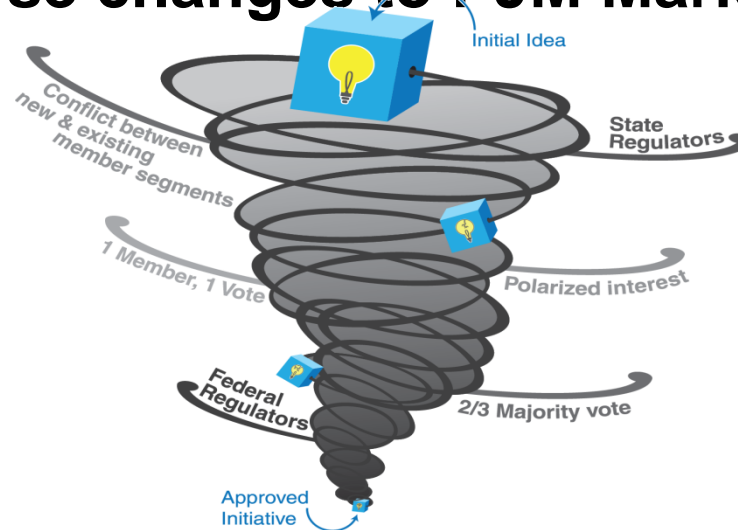 Initial Idea
Conflict between
new & existing
member segments
State
Regulators
1 Member, 1 Vote
Polarized interest
Federal
Regulators
2/3 Majority vote
Approved
Initiative